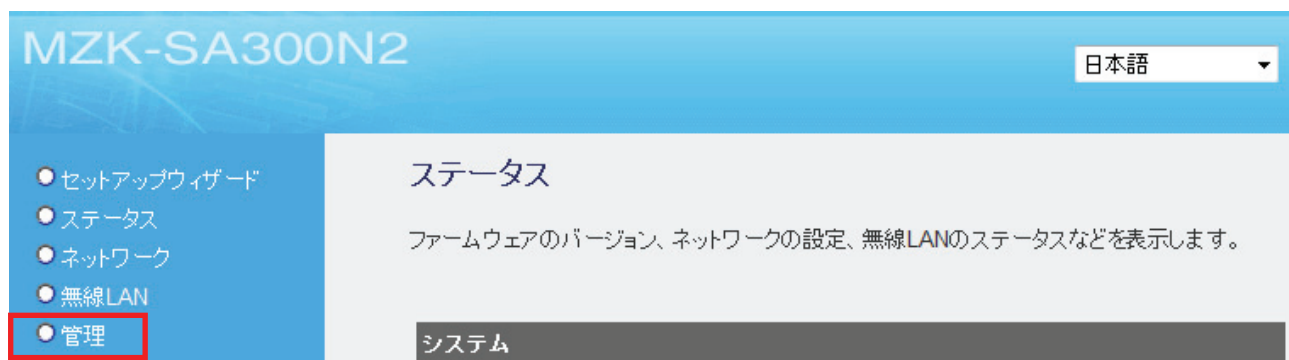 MZK-SA300N2
日本語
セットアップウィザード
ステータス
ネットワーク
無線LAN
管理
ステータス
ファームウェアのバージョン、ネットワークの設定、無線LANのステータスなどを表示します。
システム